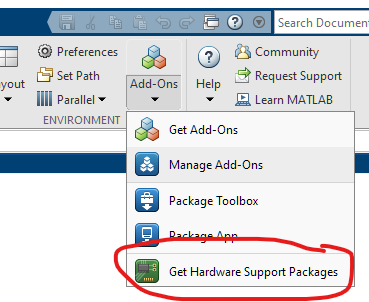 Search Documen
Preferences
Set Path
Parallel
ENVIRONMENT
Add-Ons
Help
Community
Request Support
Learn MATLAB
Get Add-Ons
Manage Add-Ons
Package Toolbox
Package App
Get Hardware Support Packages